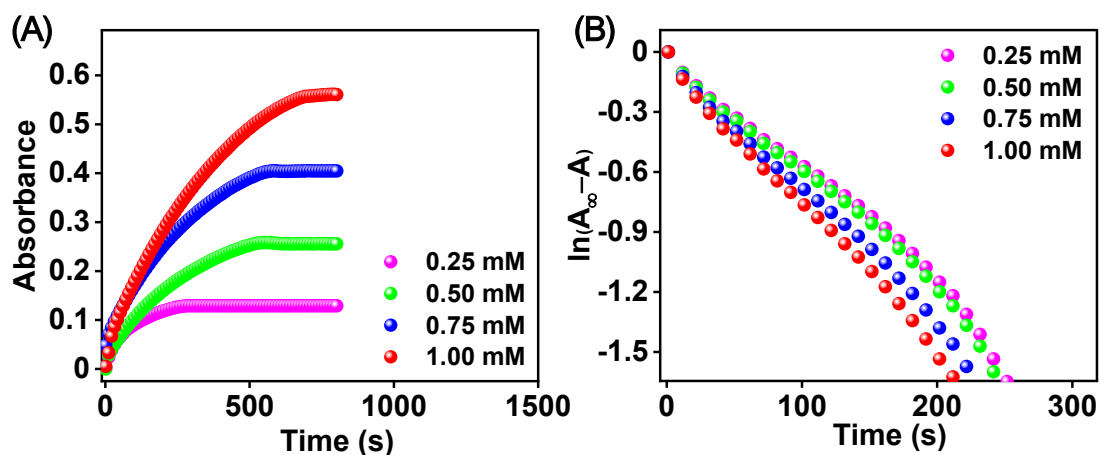 (A)
Absorbance
0.6
0.5
0.4
0.3
0.2
0.1
0
0.25 mM
0.50 mM
0.75 mM
1.00 mM
0 500 1000 1500
Time (s)
(B)
ln(A∞−A)
0
-0.3
-0.6
-0.9
-1.2
-1.5
0.25 mM
0.50 mM
0.75 mM
1.00 mM
0 100 200 300
Time (s)